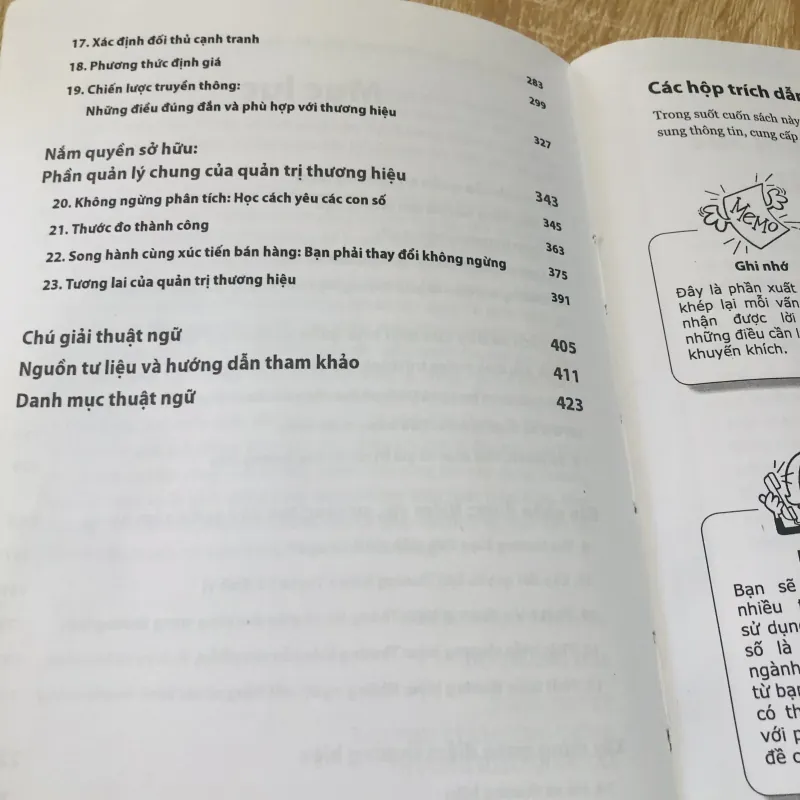 17. Xác định đối thủ cạnh tranh 283
18. Phương thức định giá 299
19. Chiến lược truyền thông:
Những điều đúng đắn và phù hợp với thương hiệu 327
Nắm quyền sở hữu:
Phần quản lý chung của quản trị thương hiệu 343
20. Không ngừng phân tích: Học cách yêu các con số 345
21. Thước đo thành công 363
22. Song hành cùng xúc tiến bán hàng: Bạn phải thay đổi không ngừng 375
23. Tương lai của quản trị thương hiệu 391
Chú giải thuật ngữ 405
Nguồn tư liệu và hướng dẫn tham khảo 411
Danh mục thuật ngữ 423
Các hộp trích dẫn
Trong suốt cuốn sách này
sung thông tin, cung cấp
MeMo
Ghi nhớ
Đây là phần xuất
khép lại mỗi vấn
nhận được lời
những điều cần
khuyến khích.
Bạn sẽ
nhiều
sử dụng
số là
ngành
từ bạn
có th
với
đề